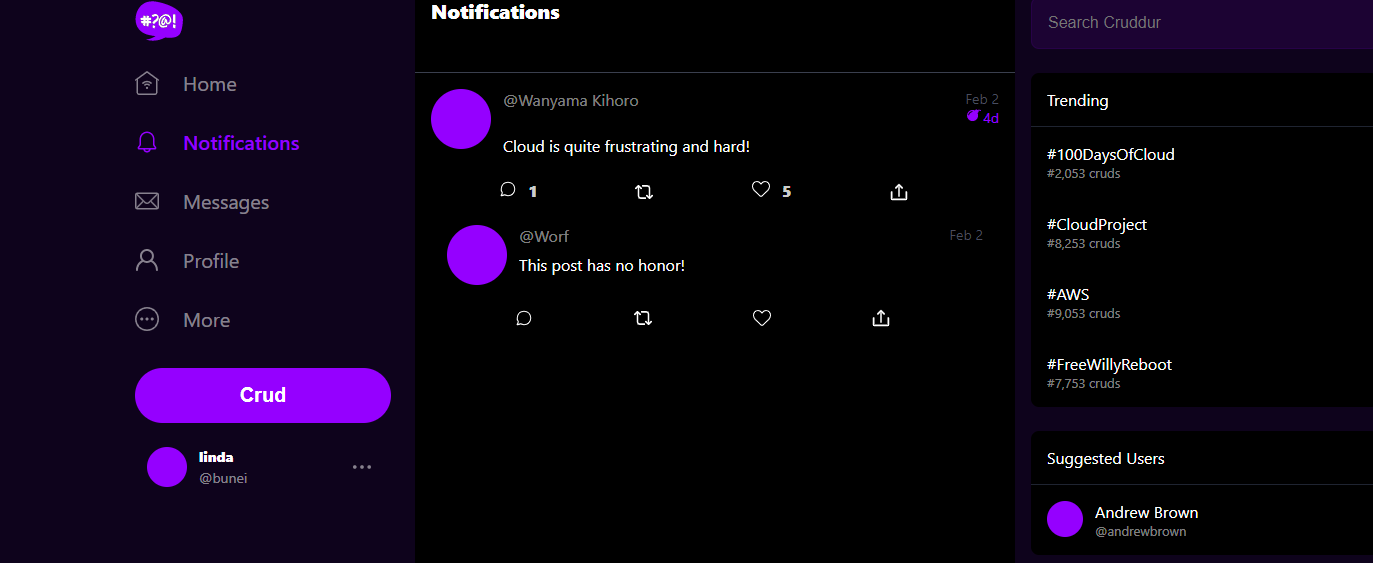 #?@!
Home
Notifications
Messages
Profile
More
Crud
linda
@bunei
Notifications
@Wanyama Kihoro
Feb 2
4d
Cloud is quite frustrating and hard!
1
5
@Worf
Feb 2
This post has no honor!
Search Cruddur
Trending
#100DaysOfCloud
#2,053 cruds
#CloudProject
#8,253 cruds
#AWS
#9,053 cruds
#FreeWillyReboot
#7,753 cruds
Suggested Users
Andrew Brown
@andrewbrown